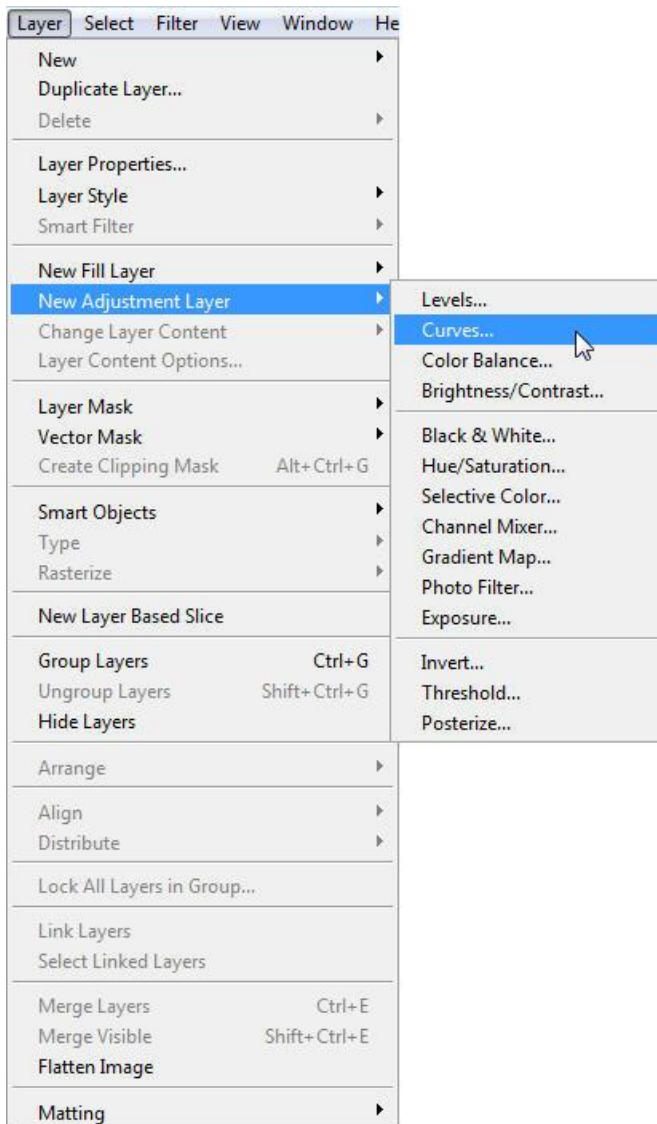 Layer Select Filter View Window He
New
Duplicate Layer...
Delete
Layer Properties...
Layer Style
Smart Filter
New Fill Layer
New Adjustment Layer
Change Layer Content
Layer Content Options...
Layer Mask
Vector Mask
Create Clipping Mask Alt+Ctrl+G
Smart Objects
Type
Rasterize
New Layer Based Slice
Group Layers Ctrl+G
Ungroup Layers Shift+Ctrl+G
Hide Layers
Arrange
Align
Distribute
Lock All Layers in Group...
Link Layers
Select Linked Layers
Merge Layers Ctrl+E
Merge Visible Shift+Ctrl+E
Flatten Image
Matting
Levels...
Curves...
Color Balance...
Brightness/Contrast...
Black & White...
Hue/Saturation...
Selective Color...
Channel Mixer...
Gradient Map...
Photo Filter...
Exposure...
Invert...
Threshold...
Posterize...